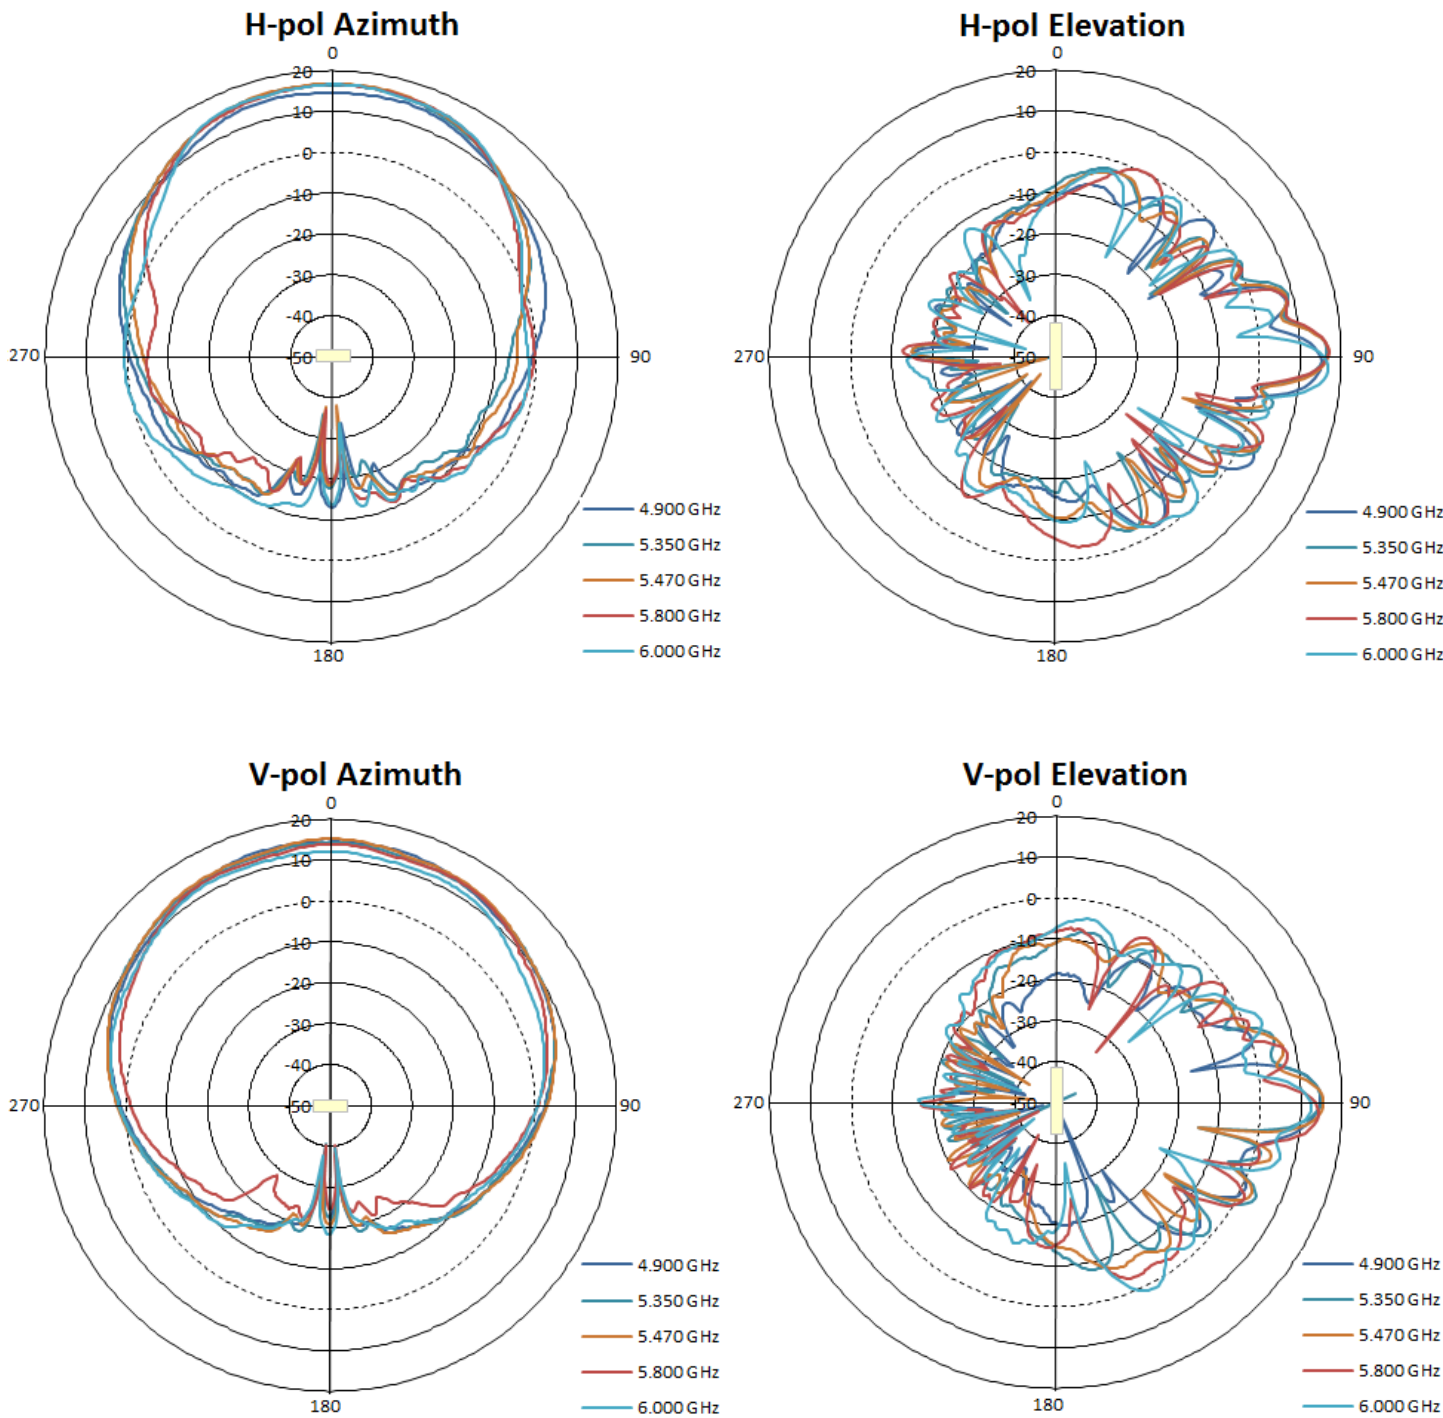 H-pol Azimuth
0
20
10
0
-10
-20
-30
-40
-50
270
90
180
4.900 GHz
5.350 GHz
5.470 GHz
5.800 GHz
6.000 GHz
H-pol Elevation
0
20
10
0
-10
-20
-30
-40
-50
270
90
180
4.900 GHz
5.350 GHz
5.470 GHz
5.800 GHz
6.000 GHz
V-pol Azimuth
0
20
10
0
-10
-20
-30
-40
-50
270
90
180
4.900 GHz
5.350 GHz
5.470 GHz
5.800 GHz
6.000 GHz
V-pol Elevation
0
20
10
0
-10
-20
-30
-40
-50
270
90
180
4.900 GHz
5.350 GHz
5.470 GHz
5.800 GHz
6.000 GHz